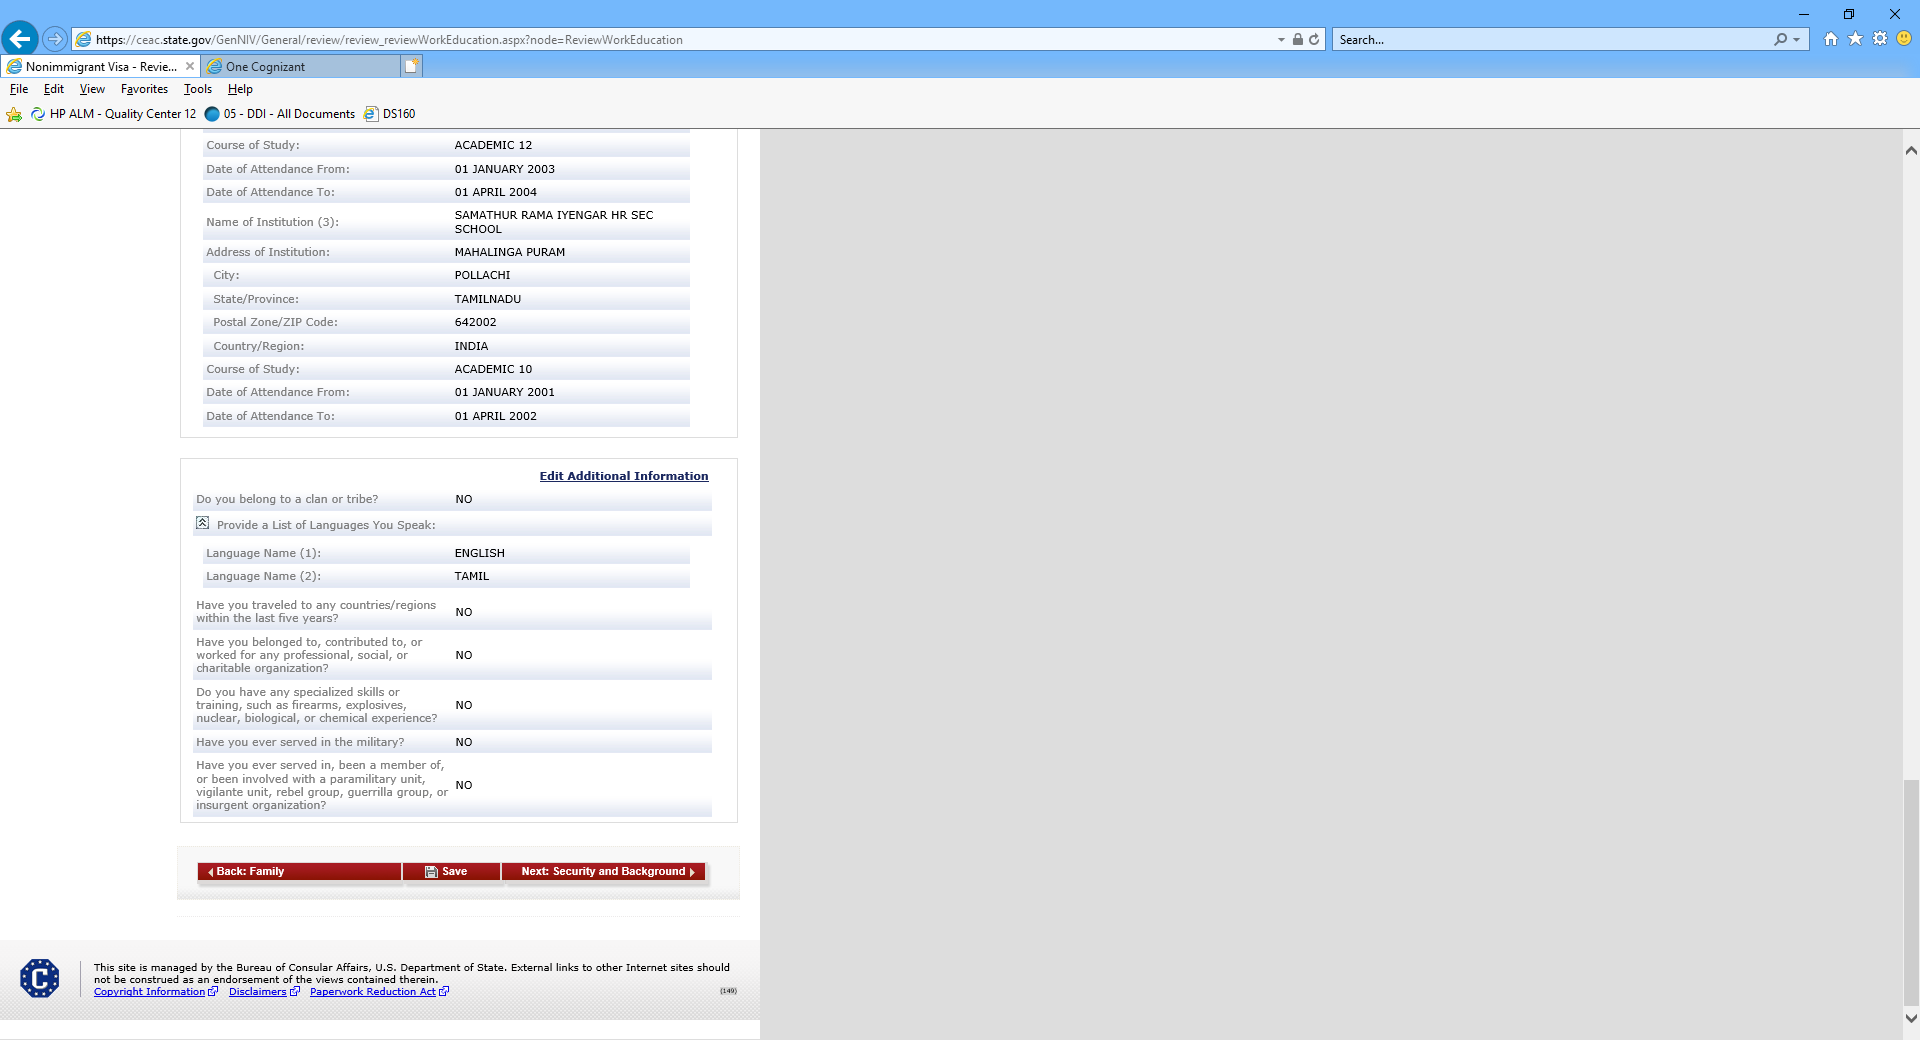 https://ceac.state.gov/GenNIV/General/review/review_reviewWorkEducation.aspx?node=ReviewWorkEducation
Search...
Nonimmigrant Visa - Revie...
One Cognizant
File Edit View Favorites Tools Help
HP ALM - Quality Center 12 05 - DDI - All Documents DS160
Course of Study: ACADEMIC 12
Date of Attendance From: 01 JANUARY 2003
Date of Attendance To: 01 APRIL 2004
Name of Institution (3): SAMATHUR RAMA IYENGAR HR SEC
SCHOOL
Address of Institution: MAHALINGA PURAM
City: POLLACHI
State/Province: TAMILNADU
Postal Zone/ZIP Code: 642002
Country/Region: INDIA
Course of Study: ACADEMIC 10
Date of Attendance From: 01 JANUARY 2001
Date of Attendance To: 01 APRIL 2002
Edit Additional Information
Do you belong to a clan or tribe? NO
Provide a List of Languages You Speak:
Language Name (1): ENGLISH
Language Name (2): TAMIL
Have you traveled to any countries/regions
within the last five years? NO
Have you belonged to, contributed to, or
worked for any professional, social, or NO
charitable organization?
Do you have any specialized skills or
training, such as firearms, explosives, NO
nuclear, biological, or chemical experience?
Have you ever served in the military? NO
Have you ever served in, been a member of,
or been involved with a paramilitary unit,
vigilante unit, rebel group, guerrilla group, or NO
insurgent organization?
Back: Family Save Next: Security and Background
C
This site is managed by the Bureau of Consular Affairs, U.S. Department of State. External links to other Internet sites should
not be construed as an endorsement of the views contained therein.
Copyright Information Disclaimers Paperwork Reduction Act (149)